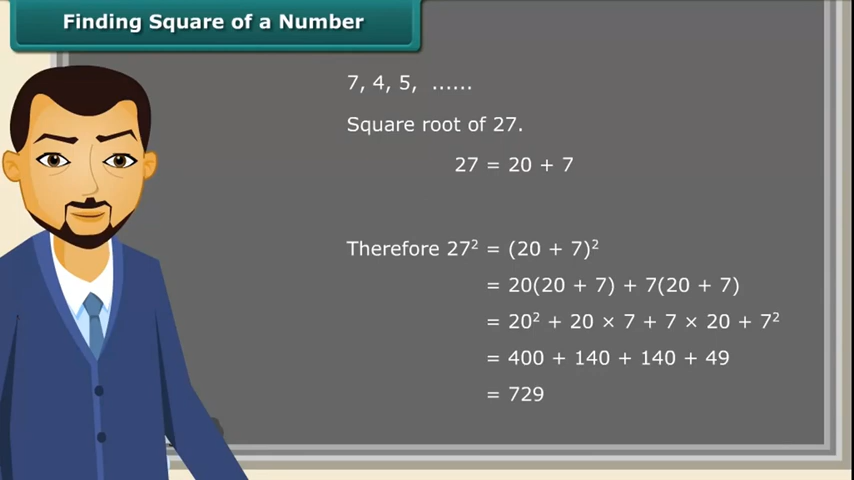 Finding Square of a Number
7, 4, 5, ......
Square root of 27.
27 = 20 + 7
Therefore 27² = (20 + 7)²
= 20(20 + 7) + 7(20 + 7)
= 20² + 20 × 7 + 7 × 20 + 7²
= 400 + 140 + 140 + 49
= 729